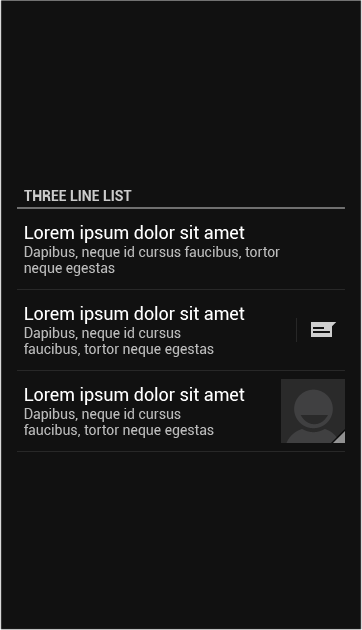 THREE LINE LIST
Lorem ipsum dolor sit amet
Dapibus, neque id cursus faucibus, tortor
neque egestas
Lorem ipsum dolor sit amet
Dapibus, neque id cursus
faucibus, tortor neque egestas
Lorem ipsum dolor sit amet
Dapibus, neque id cursus
faucibus, tortor neque egestas